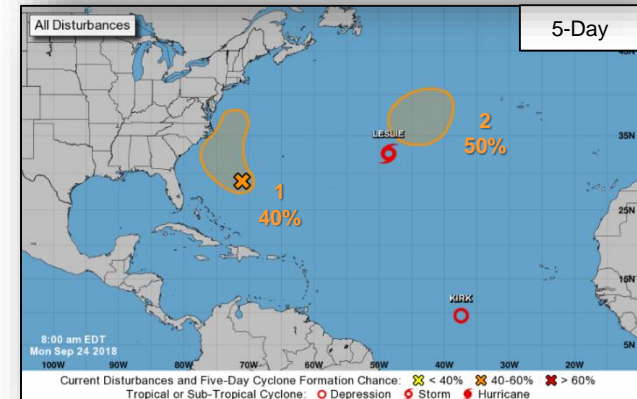 All Disturbances
5-Day
45N
LESLIE
2
50%
35N
1
40%
25N
15N
KIRK
8:00 am EDT
Mon Sep 24 2018
5N
100W 90W 80W 70W 60W 50W 40W 30W 20W 10W
Current Disturbances and Five-Day Cyclone Formation Chance: < 40% 40-60% > 60%
Tropical or Sub-Tropical Cyclone: Depression Storm Hurricane